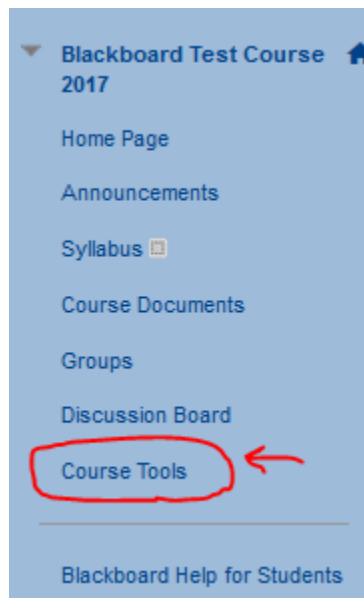 Blackboard Test Course
2017
Home Page
Announcements
Syllabus
Course Documents
Groups
Discussion Board
Course Tools
Blackboard Help for Students